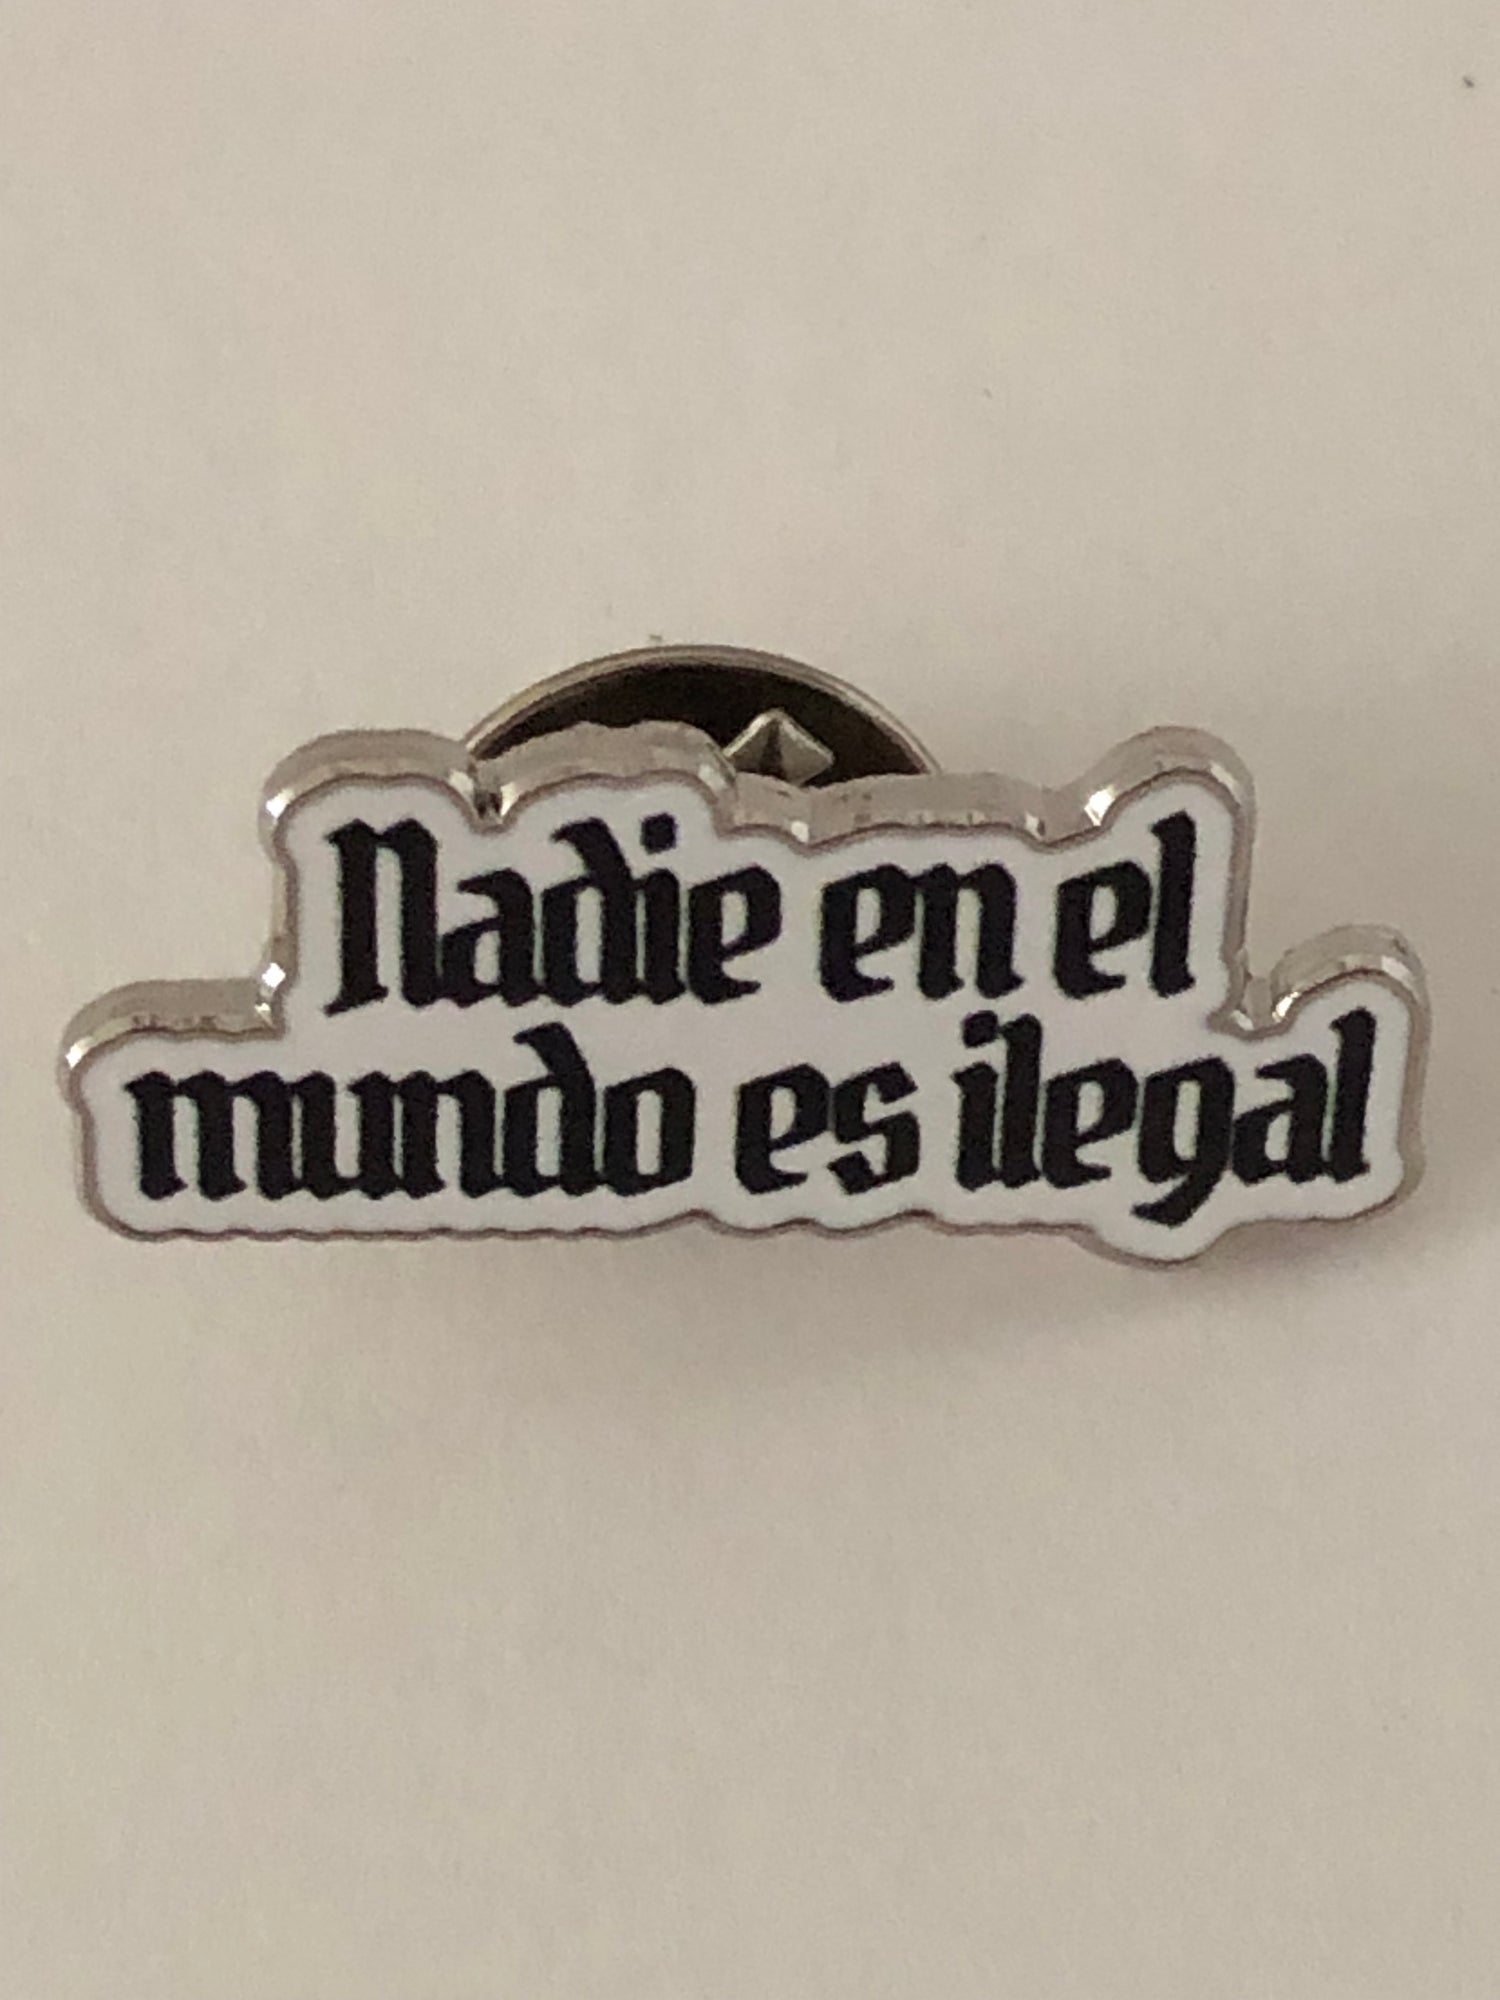 Nadie en el
mundo es ilegal